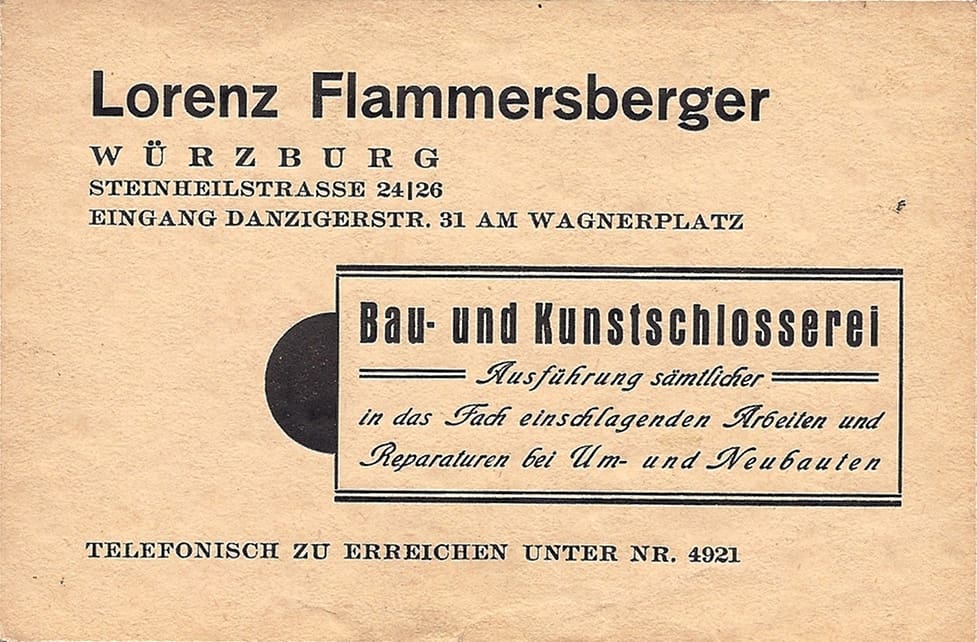 Lorenz Flammersberger
WÜRZBURG
STEINHEILSTRASSE 24|26
EINGANG DANZIGERSTR. 31 AM WAGNERPLATZ
Bau- und Kunstschlosserei
Ausführung sämtlicher
in das Fach einschlagenden Arbeiten und
Reparaturen bei Um- und Neubauten
TELEFONISCH ZU ERREICHEN UNTER NR. 4921